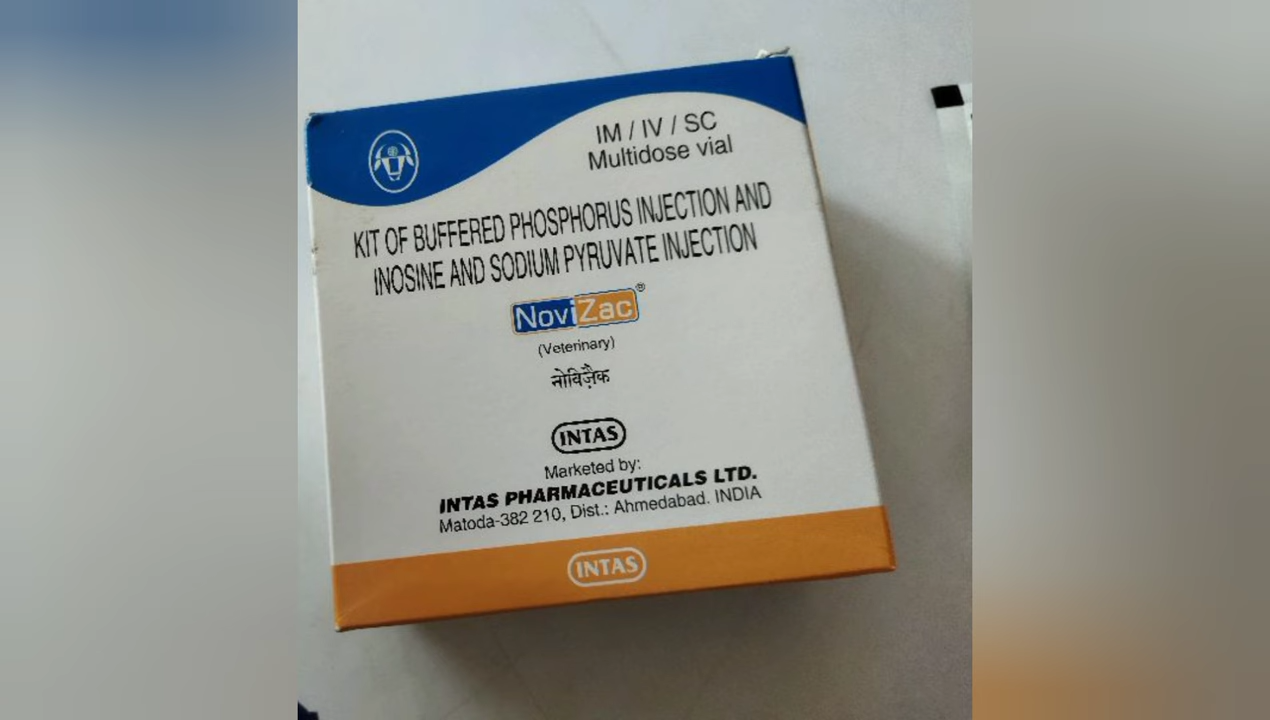 IM / IV / SC
Multidose vial
KIT OF BUFFERED PHOSPHORUS INJECTION AND
INOSINE AND SODIUM PYRUVATE INJECTION
NoviZac®
(Veterinary)
नोविज़ैक
INTAS
Marketed by:
INTAS PHARMACEUTICALS LTD.
Matoda-382 210, Dist.: Ahmedabad. INDIA
INTAS